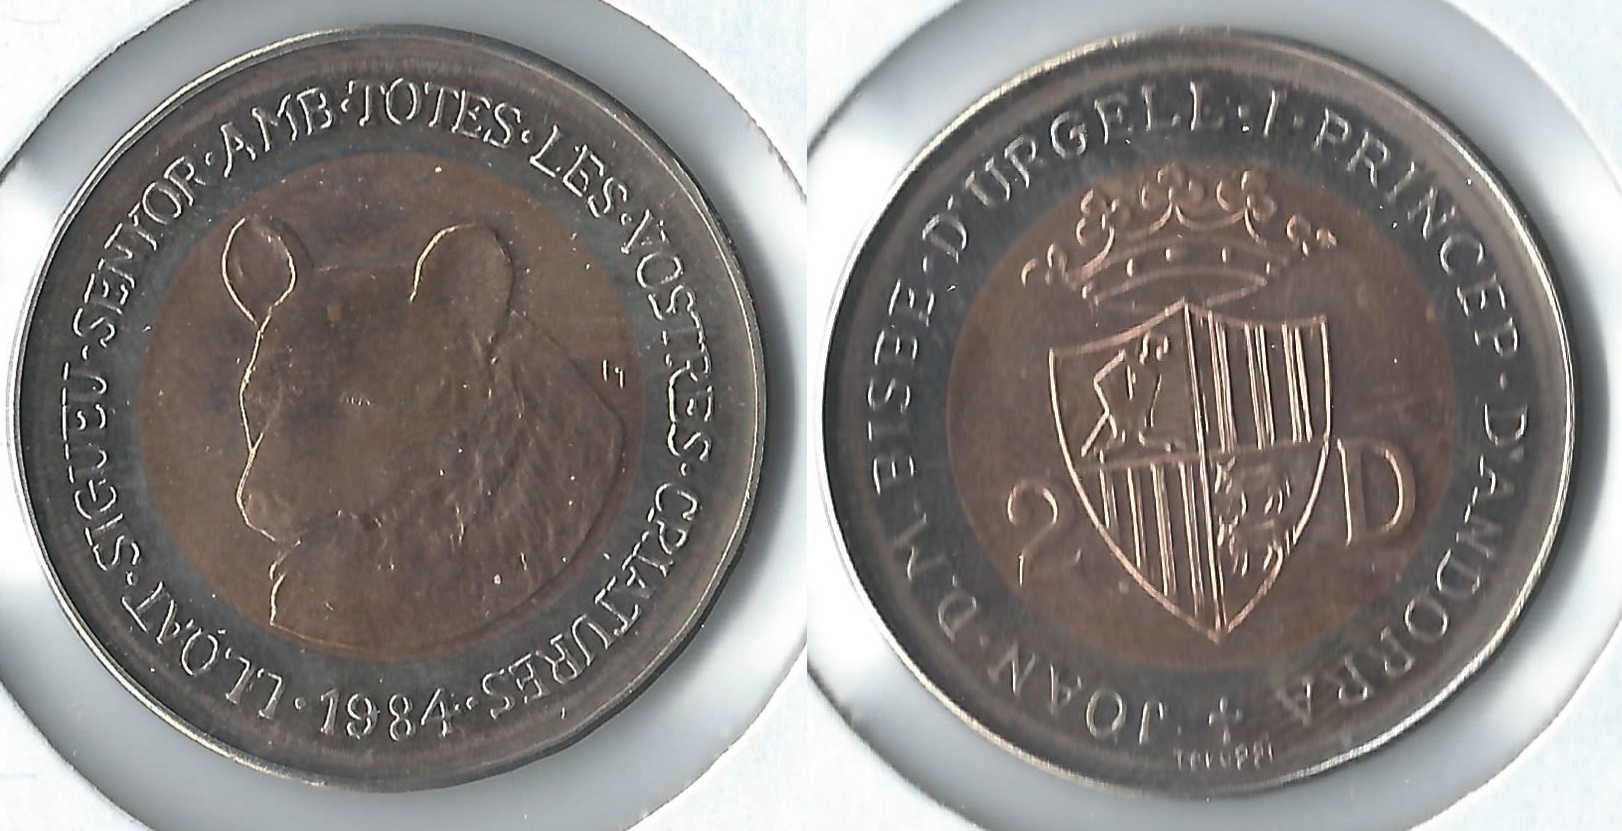 LLOAT·SIGUEU·SENYOR·AMB·TOTES·LES·VOSTRES·CRIATURES·
1984
JOAN·D.M.BISBE·D'URGELL·I·PRINCEP·D'ANDORRA
2 D